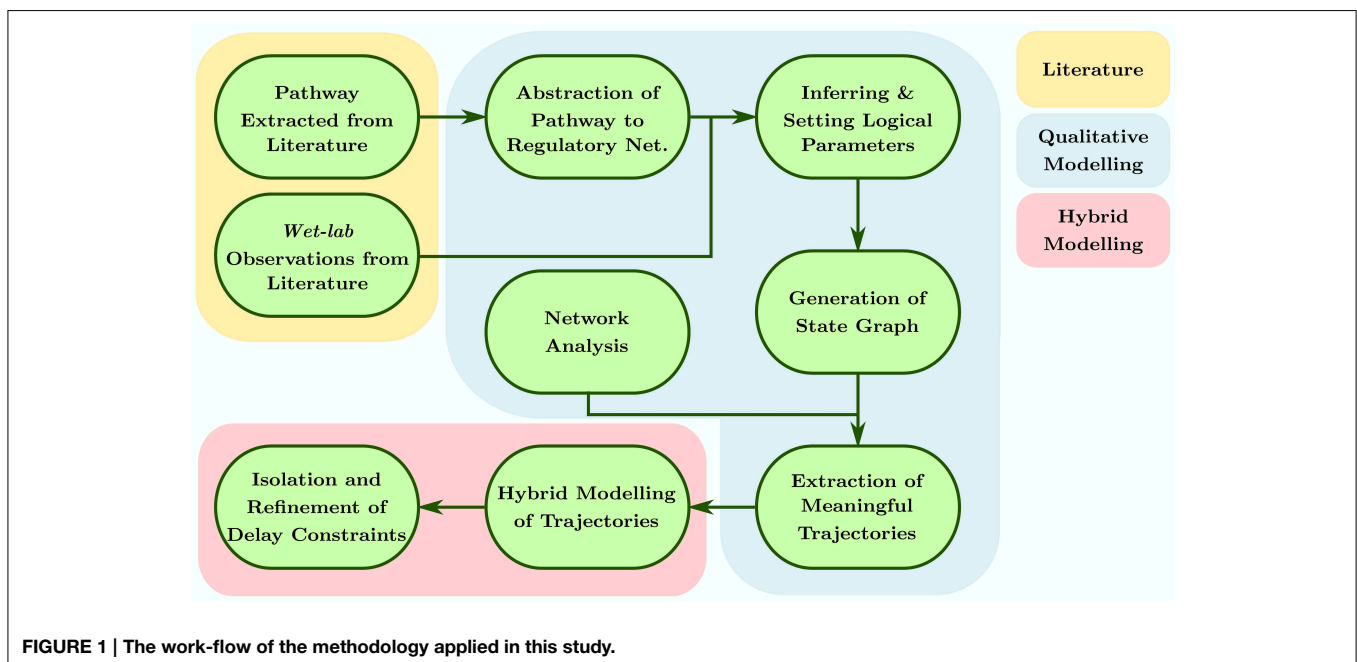 Pathway
Extracted from
Literature
Abstraction of
Pathway to
Regulatory Net.
Inferring &
Setting Logical
Parameters
Literature
Qualitative
Modelling
Hybrid
Modelling
Wet-lab
Observations from
Literature
Network
Analysis
Generation of
State Graph
Isolation and
Refinement of
Delay Constraints
Hybrid Modelling
of Trajectories
Extraction of
Meaningful
Trajectories
FIGURE 1 | The work-flow of the methodology applied in this study.